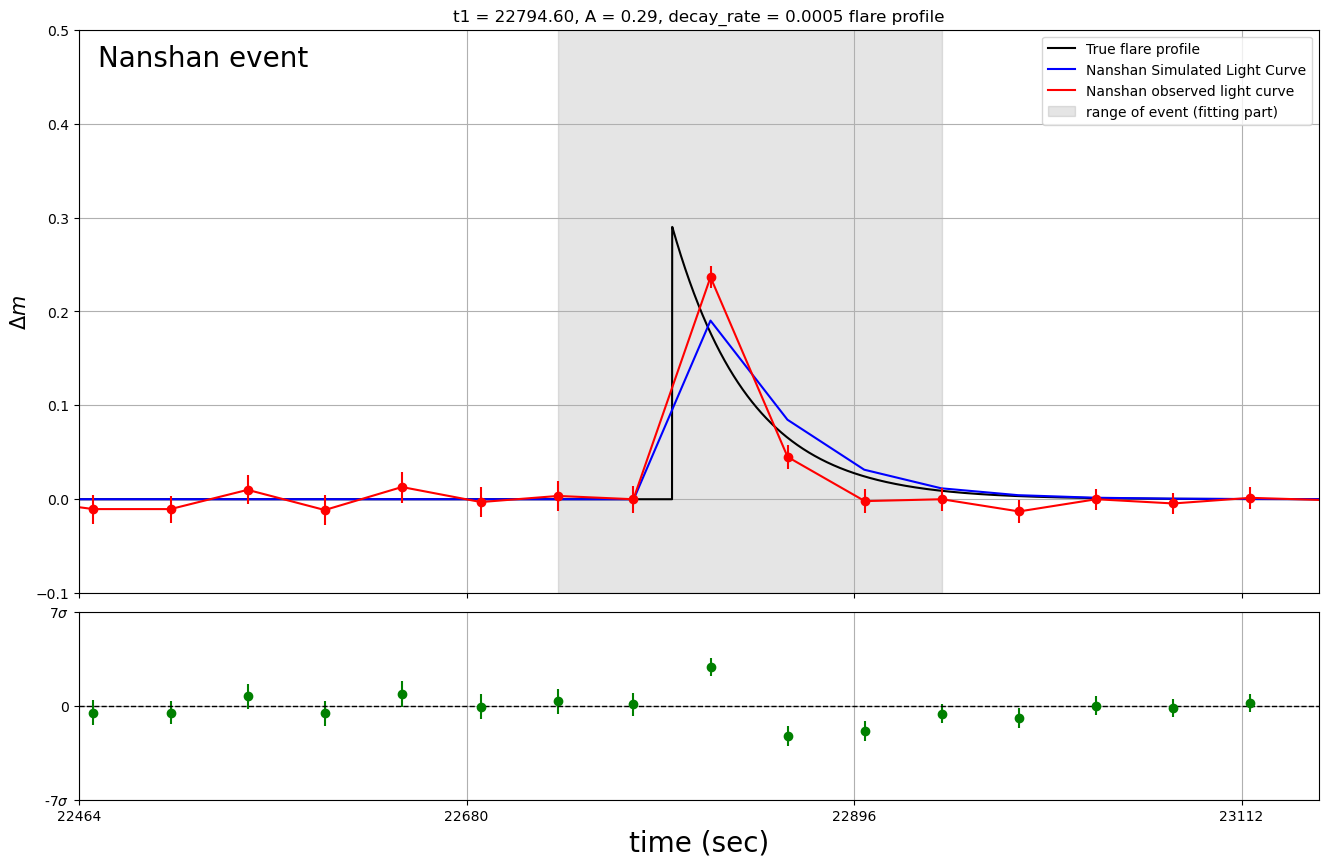 t1 = 22794.60, A = 0.29, decay_rate = 0.0005 flare profile
Nanshan event
True flare profile
Nanshan Simulated Light Curve
Nanshan observed light curve
range of event (fitting part)
0.5
0.4
0.3
0.2
0.1
0.0
−0.1
Δm
7σ
0
-7σ
22464
22680
22896
23112
time (sec)